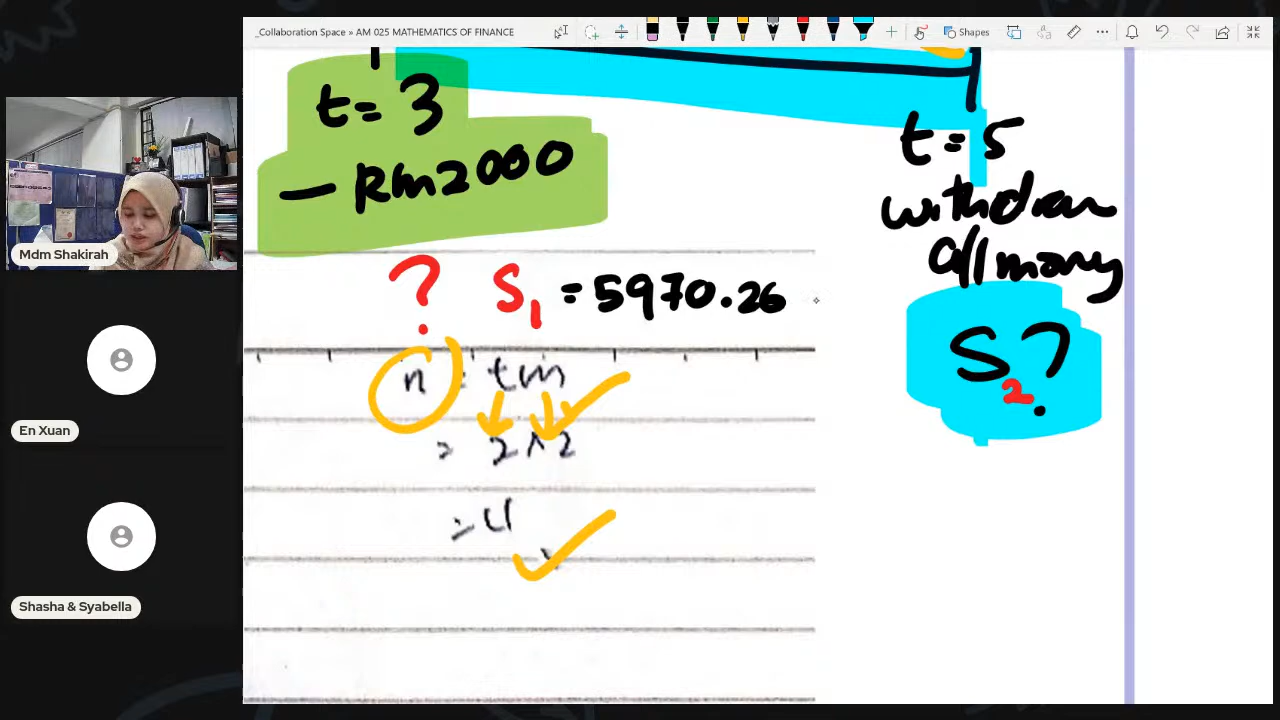 _Collaboration Space » AM 025 MATHEMATICS OF FINANCE
Shapes
t = 3
- RM2000
t = 5
withdraw
all money
S2?
? S1 = 5970.26
n = tm
= 2 × 2
= 4
Mdm Shakirah
En Xuan
Shasha & Syabella